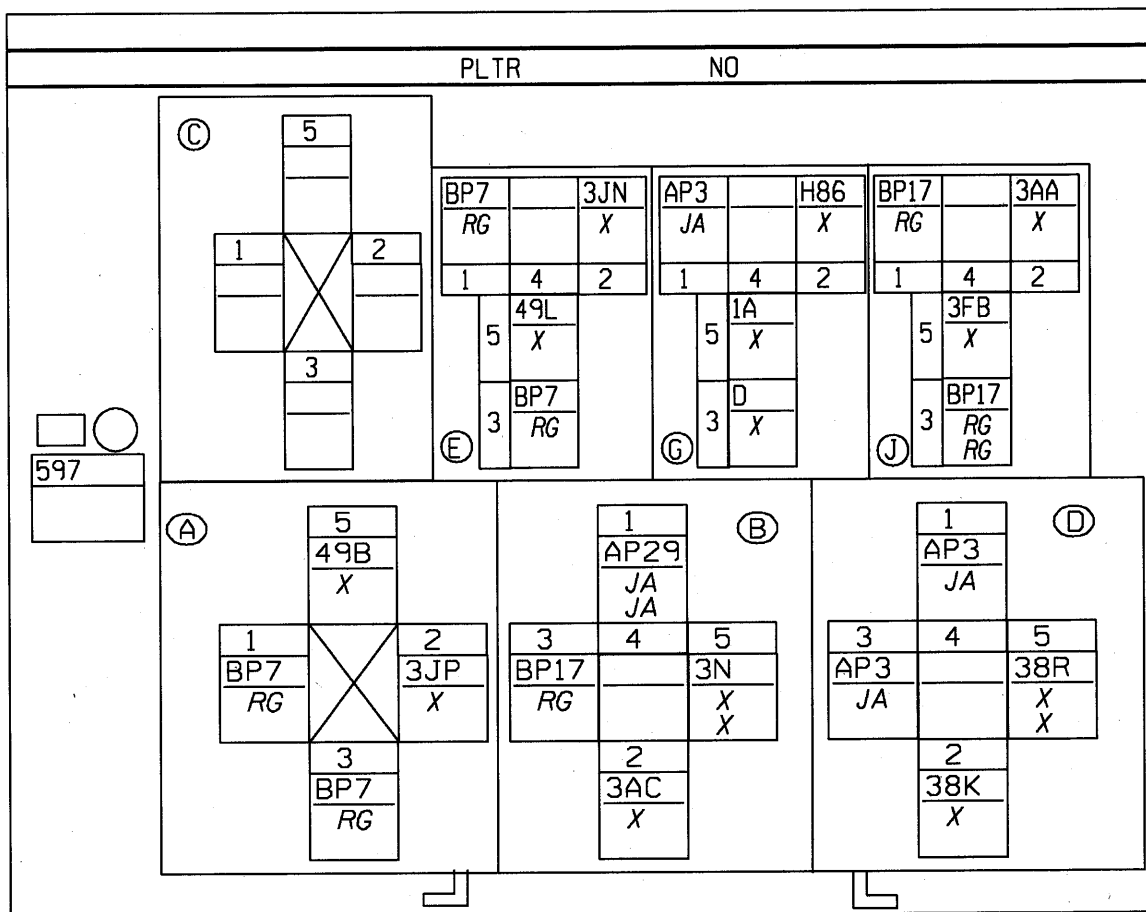 PLTR NO
C
5
1 2
3
BP7 3JN
RG X
1 4 2
49L
5 X
BP7
3 RG
E
AP3 H86
JA X
1 4 2
1A
5 X
D
3 X
G
BP17 3AA
RG X
1 4 2
3FB
5 X
BP17
3 RG
RG
J
597
A
5
49B
X
1 2
BP7 3JP
RG X
3
BP7
RG
B
1
AP29
JA
JA
3 4 5
BP17 3N
RG X
X
2
3AC
X
D
1
AP3
JA
3 4 5
AP3 38R
JA X
X
2
38K
X